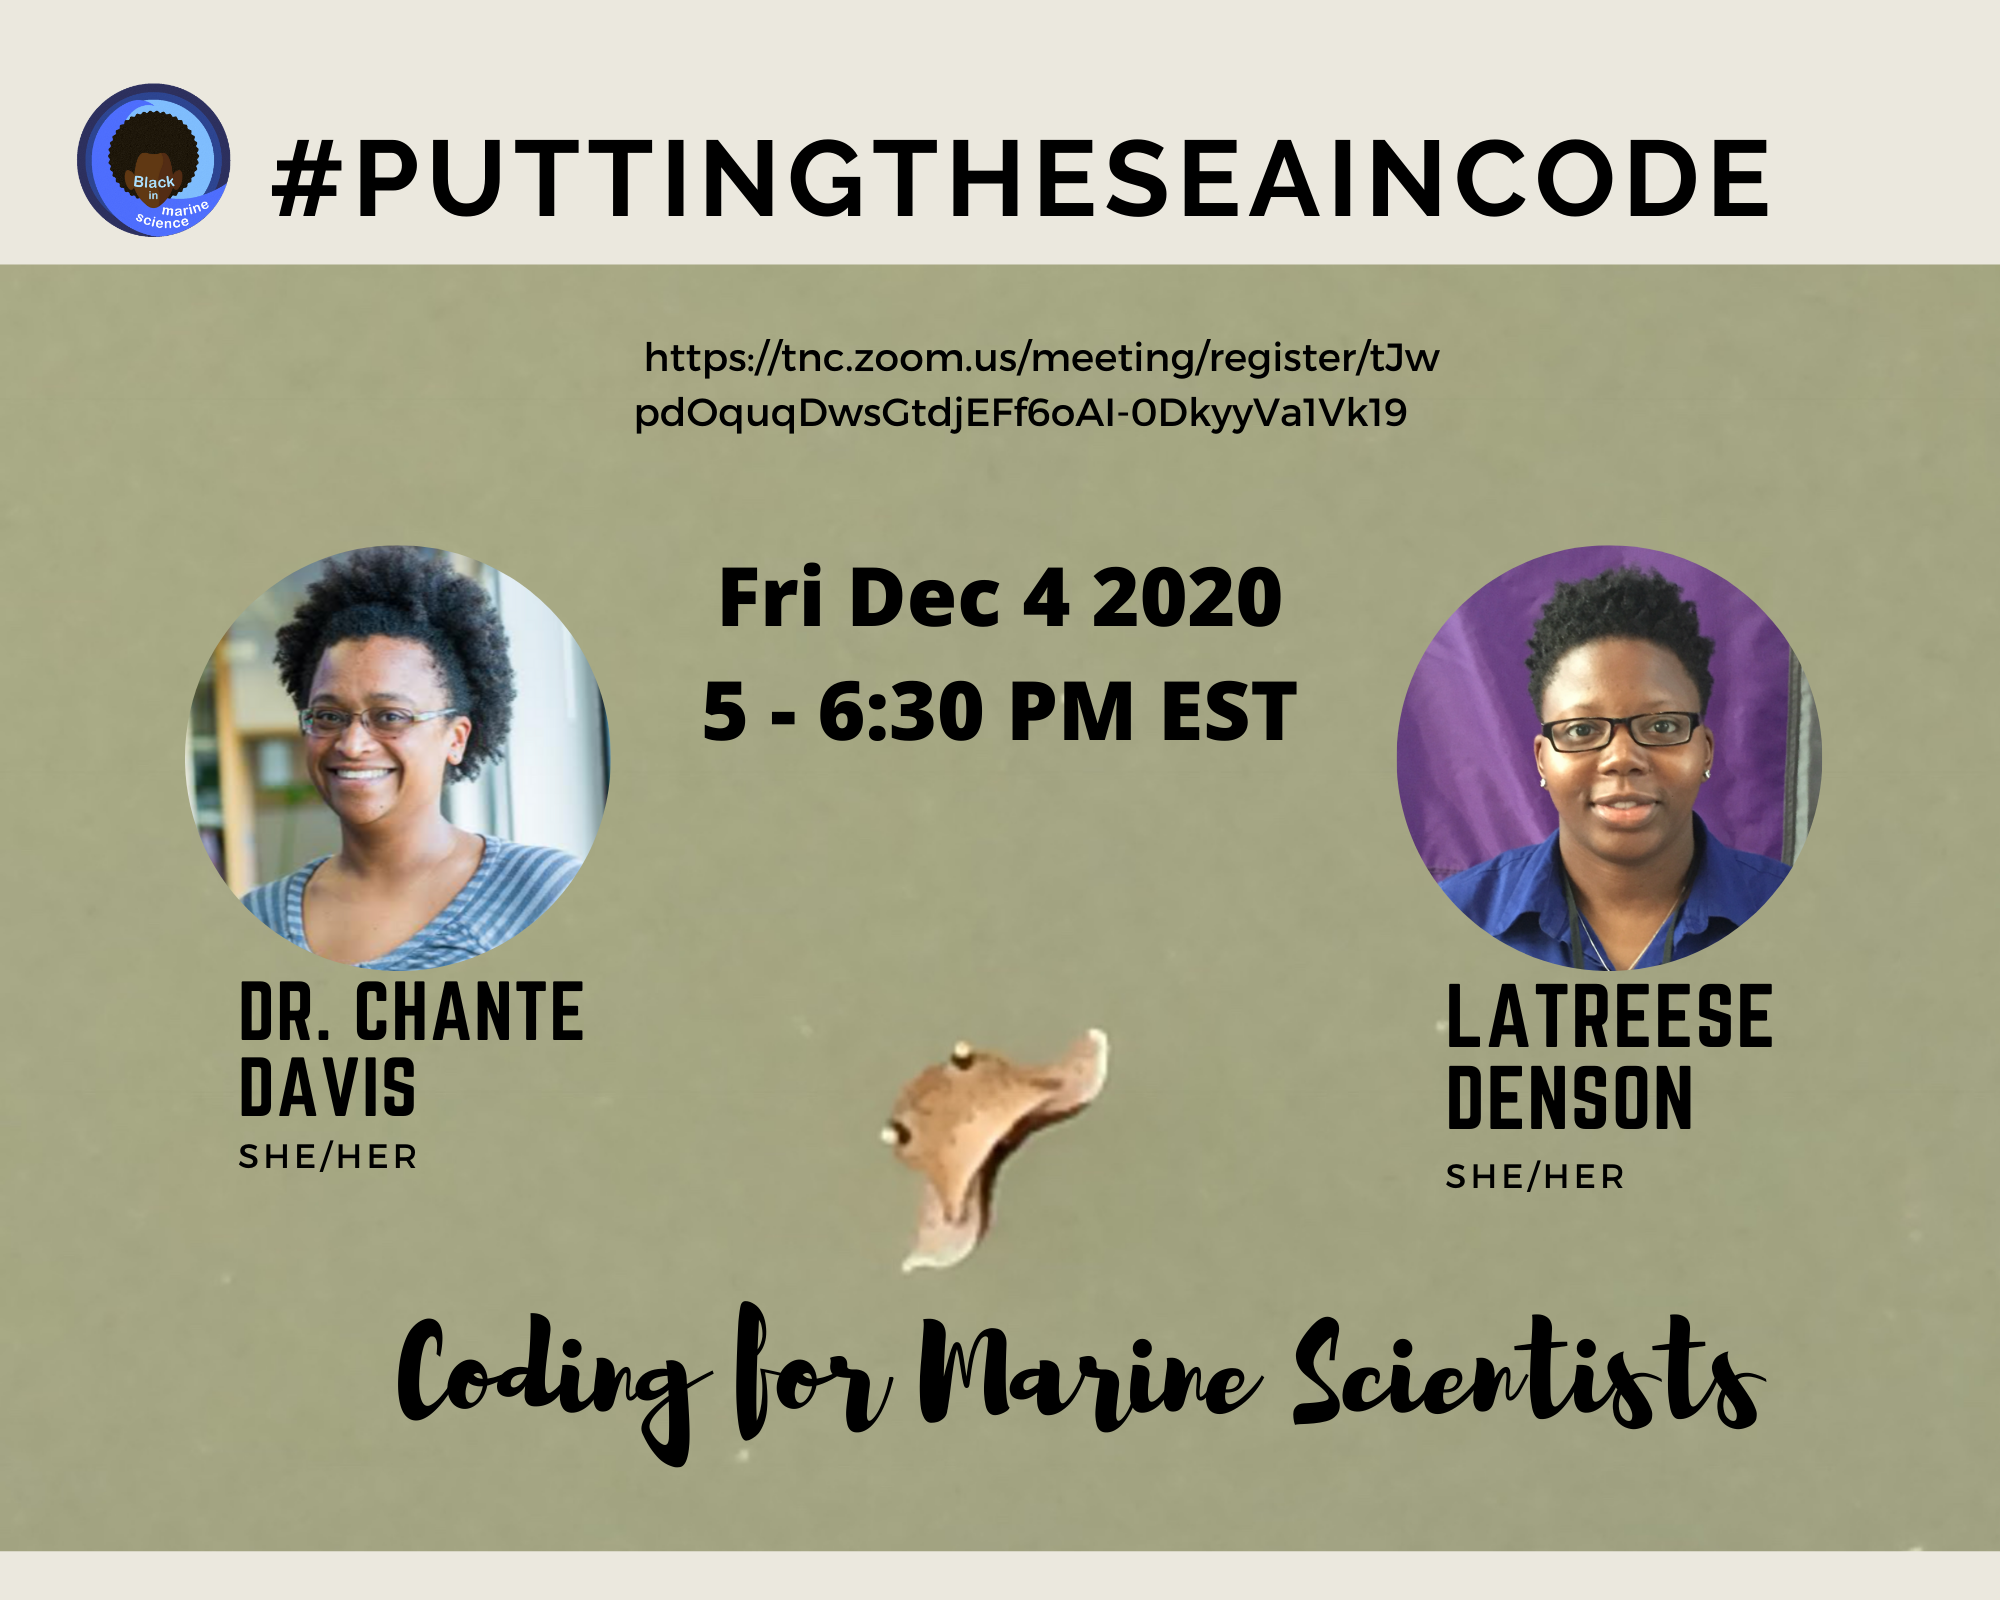 Black
in
marine
science
#PUTTINGTHESEAINCODE
https://tnc.zoom.us/meeting/register/tJw
pdOquqDwsGtdjEFf6oAI-0DkyyVa1Vk19
Fri Dec 4 2020
5 - 6:30 PM EST
DR. CHANTE
DAVIS
SHE/HER
LATREESE
DENSON
SHE/HER
Coding for Marine Scientists